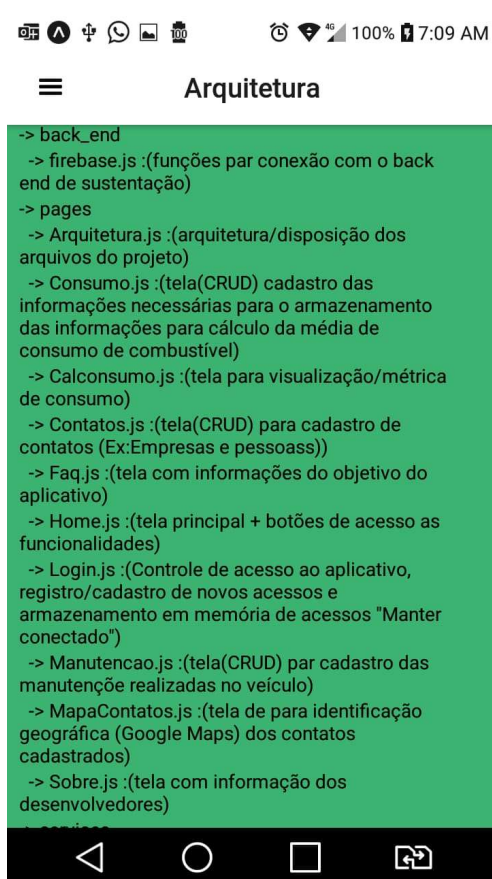 100
4G
100% 7:09 AM
Arquitetura
-> back_end
-> firebase.js :(funções par conexão com o back
end de sustentação)
-> pages
-> Arquitetura.js :(arquitetura/disposição dos
arquivos do projeto)
-> Consumo.js :(tela(CRUD) cadastro das
informações necessárias para o armazenamento
das informações para cálculo da média de
consumo de combustível)
-> Calconsumo.js :(tela para visualização/métrica
de consumo)
-> Contatos.js :(tela(CRUD) para cadastro de
contatos (Ex:Empresas e pessoass))
-> Faq.js :(tela com informações do objetivo do
aplicativo)
-> Home.js :(tela principal + botões de acesso as
funcionalidades)
-> Login.js :(Controle de acesso ao aplicativo,
registro/cadastro de novos acessos e
armazenamento em memória de acessos "Manter
conectado")
-> Manutencao.js :(tela(CRUD) par cadastro das
manutençõe realizadas no veículo)
-> MapaContatos.js :(tela de para identificação
geográfica (Google Maps) dos contatos
cadastrados)
-> Sobre.js :(tela com informação dos
desenvolvedores)